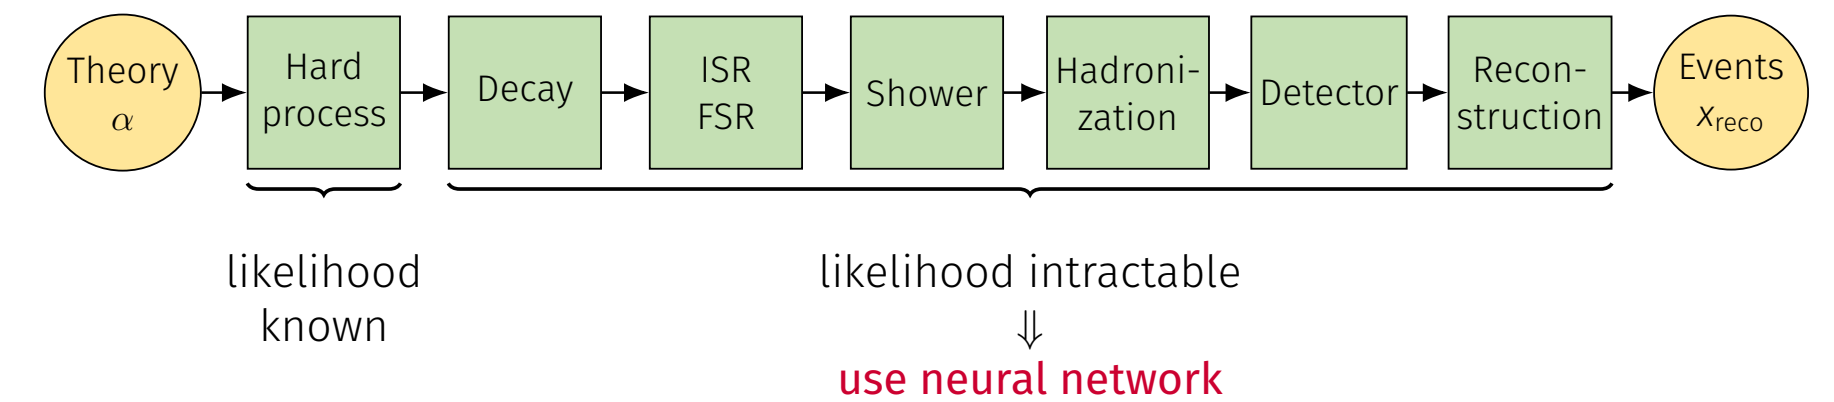 Theory
α
Hard
process
Decay
ISR
FSR
Shower
Hadroni-
zation
Detector
Recon-
struction
Events
x_reco
likelihood
known
likelihood intractable
⇓
use neural network